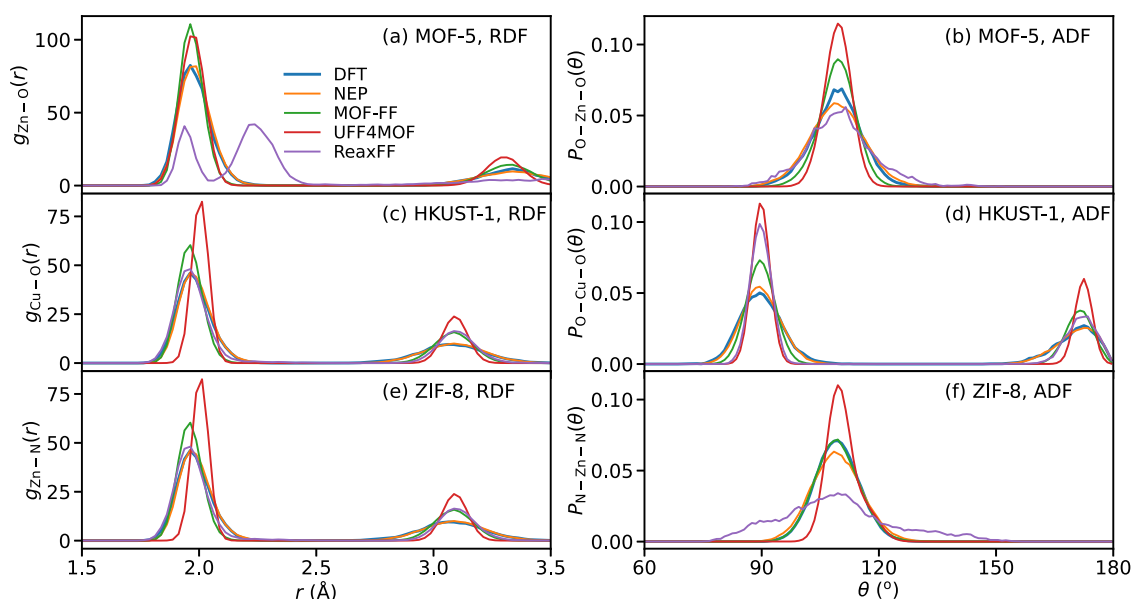 (a) MOF-5, RDF
DFT
NEP
MOF-FF
UFF4MOF
ReaxFF
gZn−O(r)
100
50
0
(b) MOF-5, ADF
PO−Zn−O(θ)
0.10
0.05
0.00
(c) HKUST-1, RDF
gCu−O(r)
75
50
25
0
(d) HKUST-1, ADF
PO−Cu−O(θ)
0.10
0.05
0.00
(e) ZIF-8, RDF
gZn−N(r)
75
50
25
0
1.5 2.0 2.5 3.0 3.5
r (Å)
(f) ZIF-8, ADF
PN−Zn−N(θ)
0.10
0.05
0.00
60 90 120 150 180
θ (°)